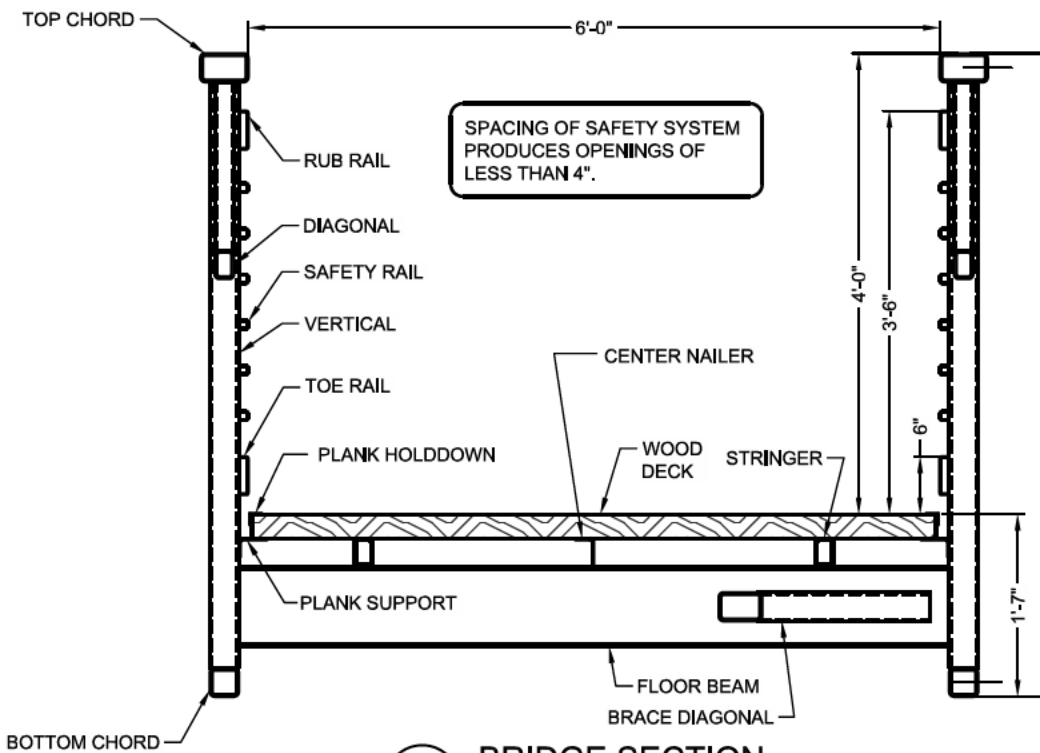 TOP CHORD
6'-0"
SPACING OF SAFETY SYSTEM
PRODUCES OPENINGS OF
LESS THAN 4".
RUB RAIL
DIAGONAL
SAFETY RAIL
4'-0"
3'-6"
VERTICAL
CENTER NAILER
TOE RAIL
6"
PLANK HOLDDOWN
WOOD
DECK
STRINGER
PLANK SUPPORT
1'-7"
FLOOR BEAM
BRACE DIAGONAL
BOTTOM CHORD
BRIDGE SECTION